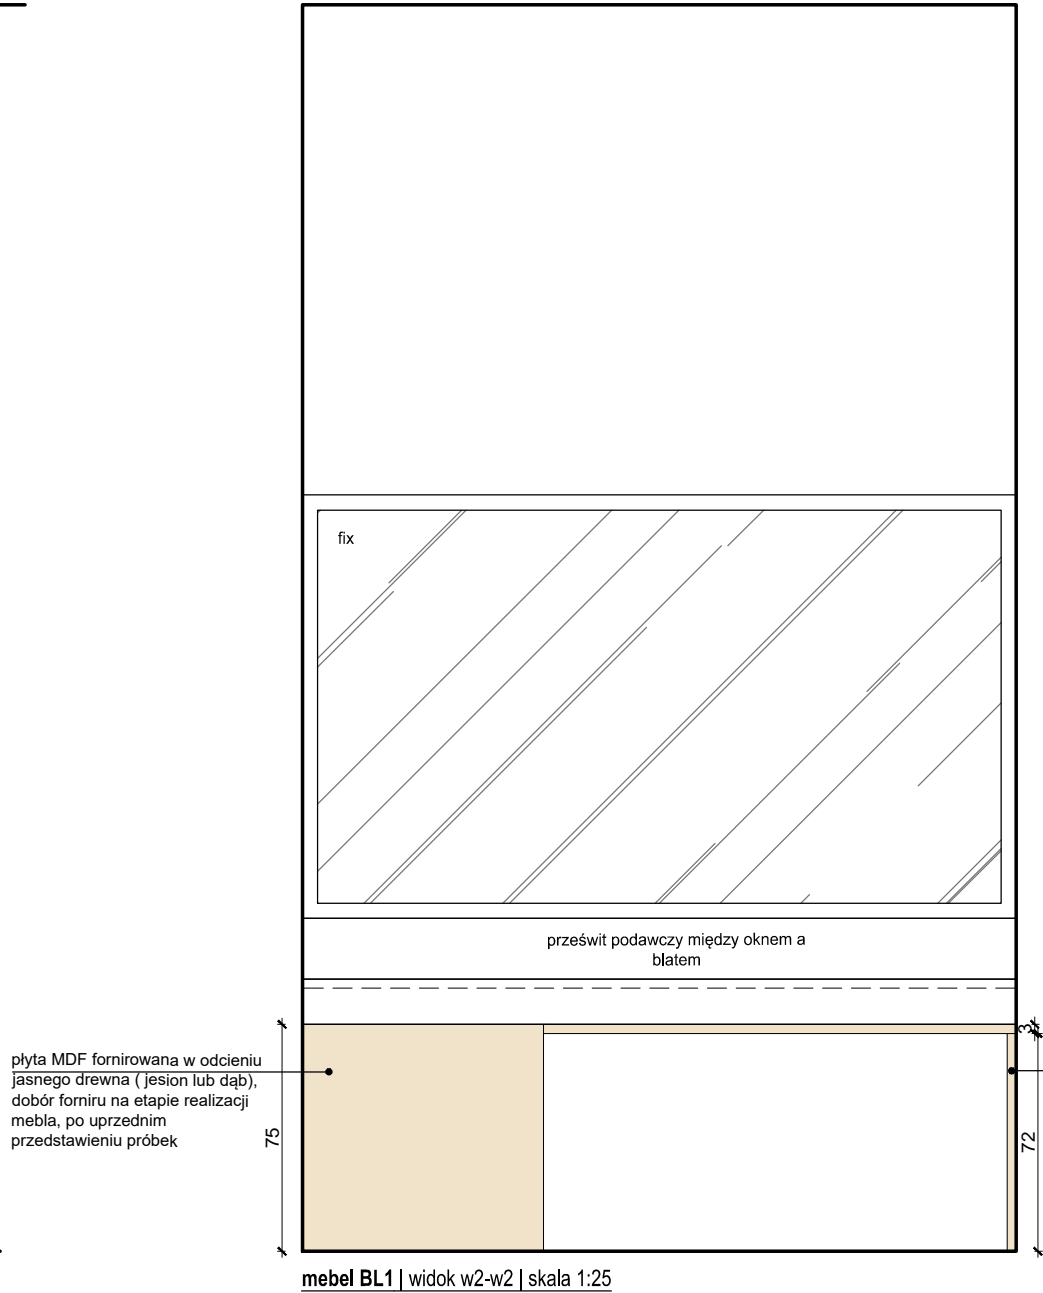 fix
prześwit podawczy między oknem a
blatem
3
płyta MDF fornirowana w odcieniu
jasnego drewna ( jesion lub dąb),
dobór forniru na etapie realizacji
mebla, po uprzednim
przedstawieniu próbek
75
72
mebel BL1 | widok w2-w2 | skala 1:25